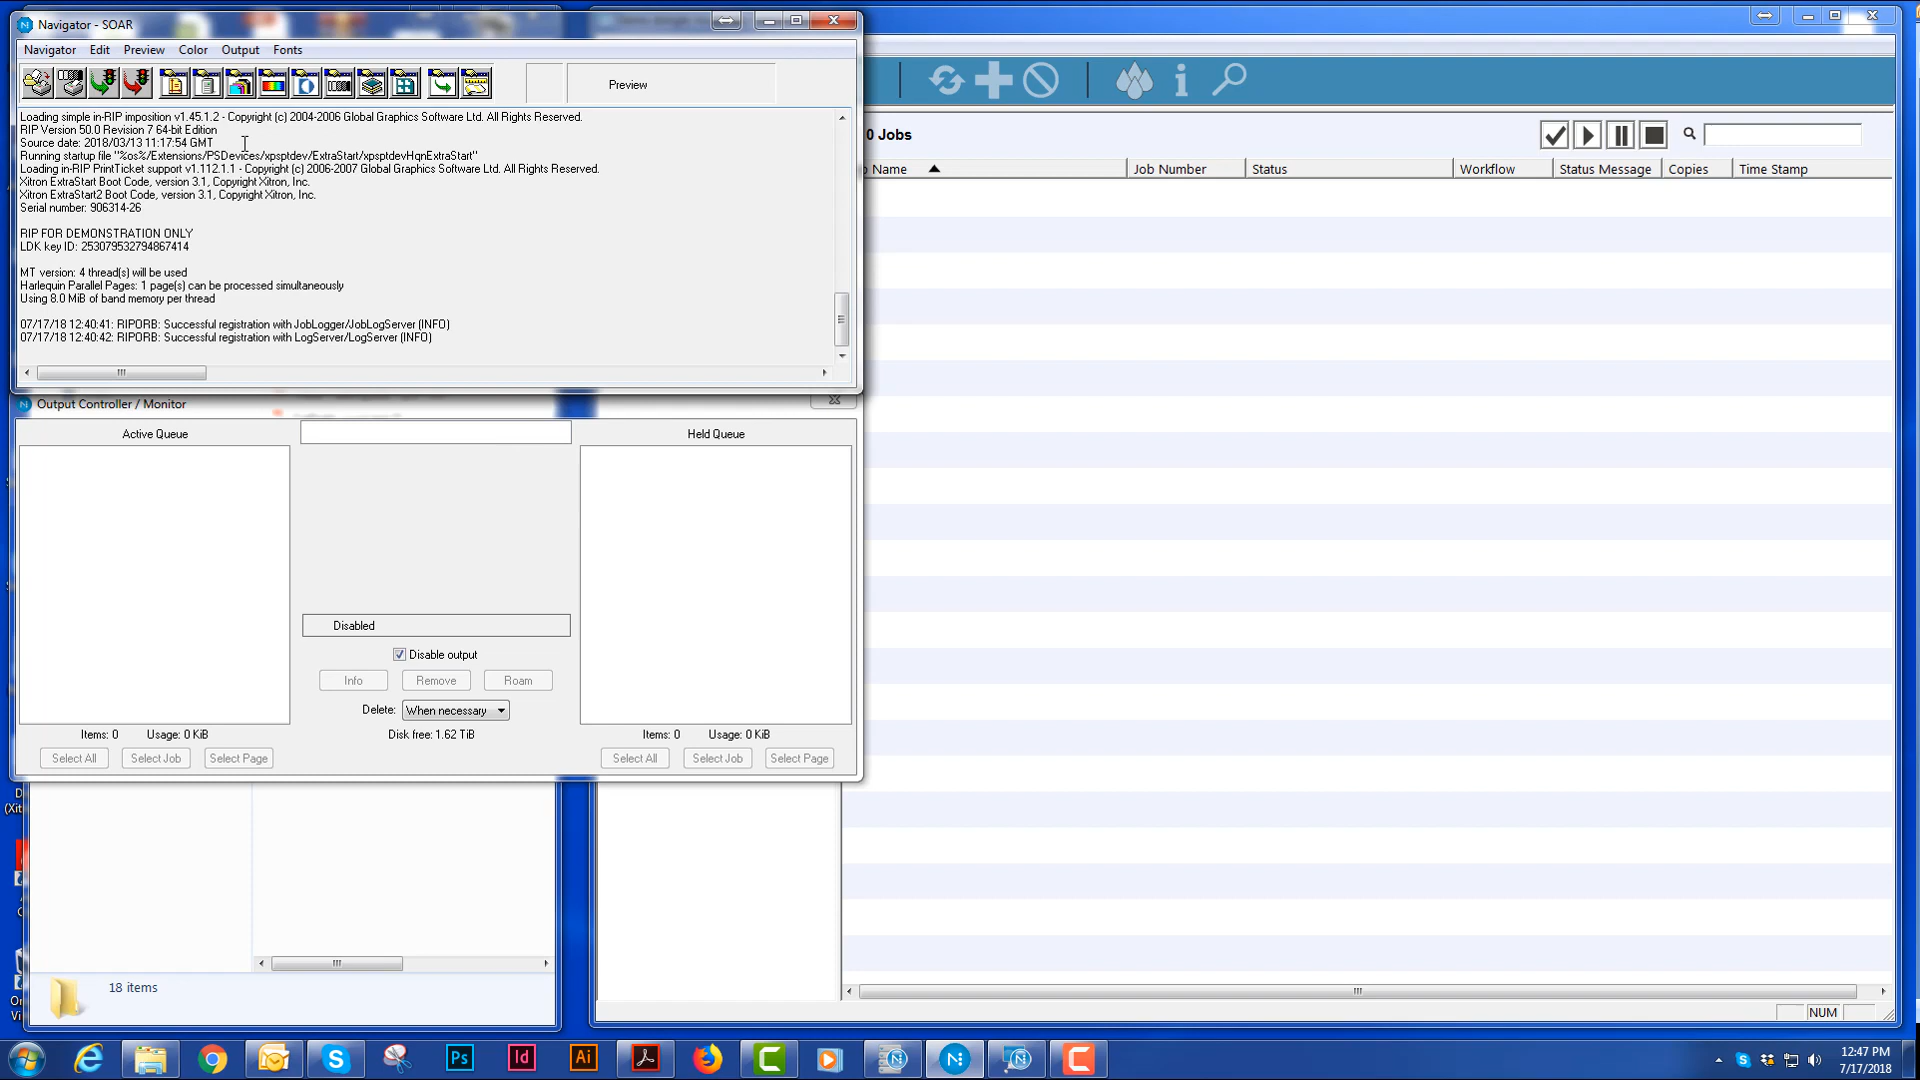 Navigator - SOAR
Navigator Edit Preview Color Output Fonts
Preview
Loading simple in-RIP imposition v1.45.1.2 - Copyright (c) 2004-2006 Global Graphics Software Ltd. All Rights Reserved.
RIP Version 50.0 Revision 7 64-bit Edition
Source date: 2018/03/13 11:17:54 GMT
Running startup file "%os%/Extensions/PSDevices/xpsptdev/ExtraStart/xpsptdevHqnExtraStart"
Loading in-RIP PrintTicket support v1.112.1.1 - Copyright (c) 2006-2007 Global Graphics Software Ltd. All Rights Reserved.
Xitron ExtraStart Boot Code, version 3.1, Copyright Xitron, Inc.
Xitron ExtraStart2 Boot Code, version 3.1, Copyright Xitron, Inc.
Serial number: 906314-26
RIP FOR DEMONSTRATION ONLY
LDK key ID: 253079532794867414
MT version: 4 thread(s) will be used
Harlequin Parallel Pages: 1 page(s) can be processed simultaneously
Using 8.0 MiB of band memory per thread
07/17/18 12:40:41: RIPORB: Successful registration with JobLogger/JobLogServer (INFO)
07/17/18 12:40:42: RIPORB: Successful registration with LogServer/LogServer (INFO)
0 Jobs
Name Job Number Status Workflow Status Message Copies Time Stamp
Output Controller / Monitor
Active Queue Held Queue
Disabled
Disable output
Info Remove Roam
Delete: When necessary
Items: 0 Usage: 0 KiB Disk free: 1.62 TiB Items: 0 Usage: 0 KiB
Select All Select Job Select Page Select All Select Job Select Page
18 items
NUM
Ps Id Ai
12:47 PM
7/17/2018